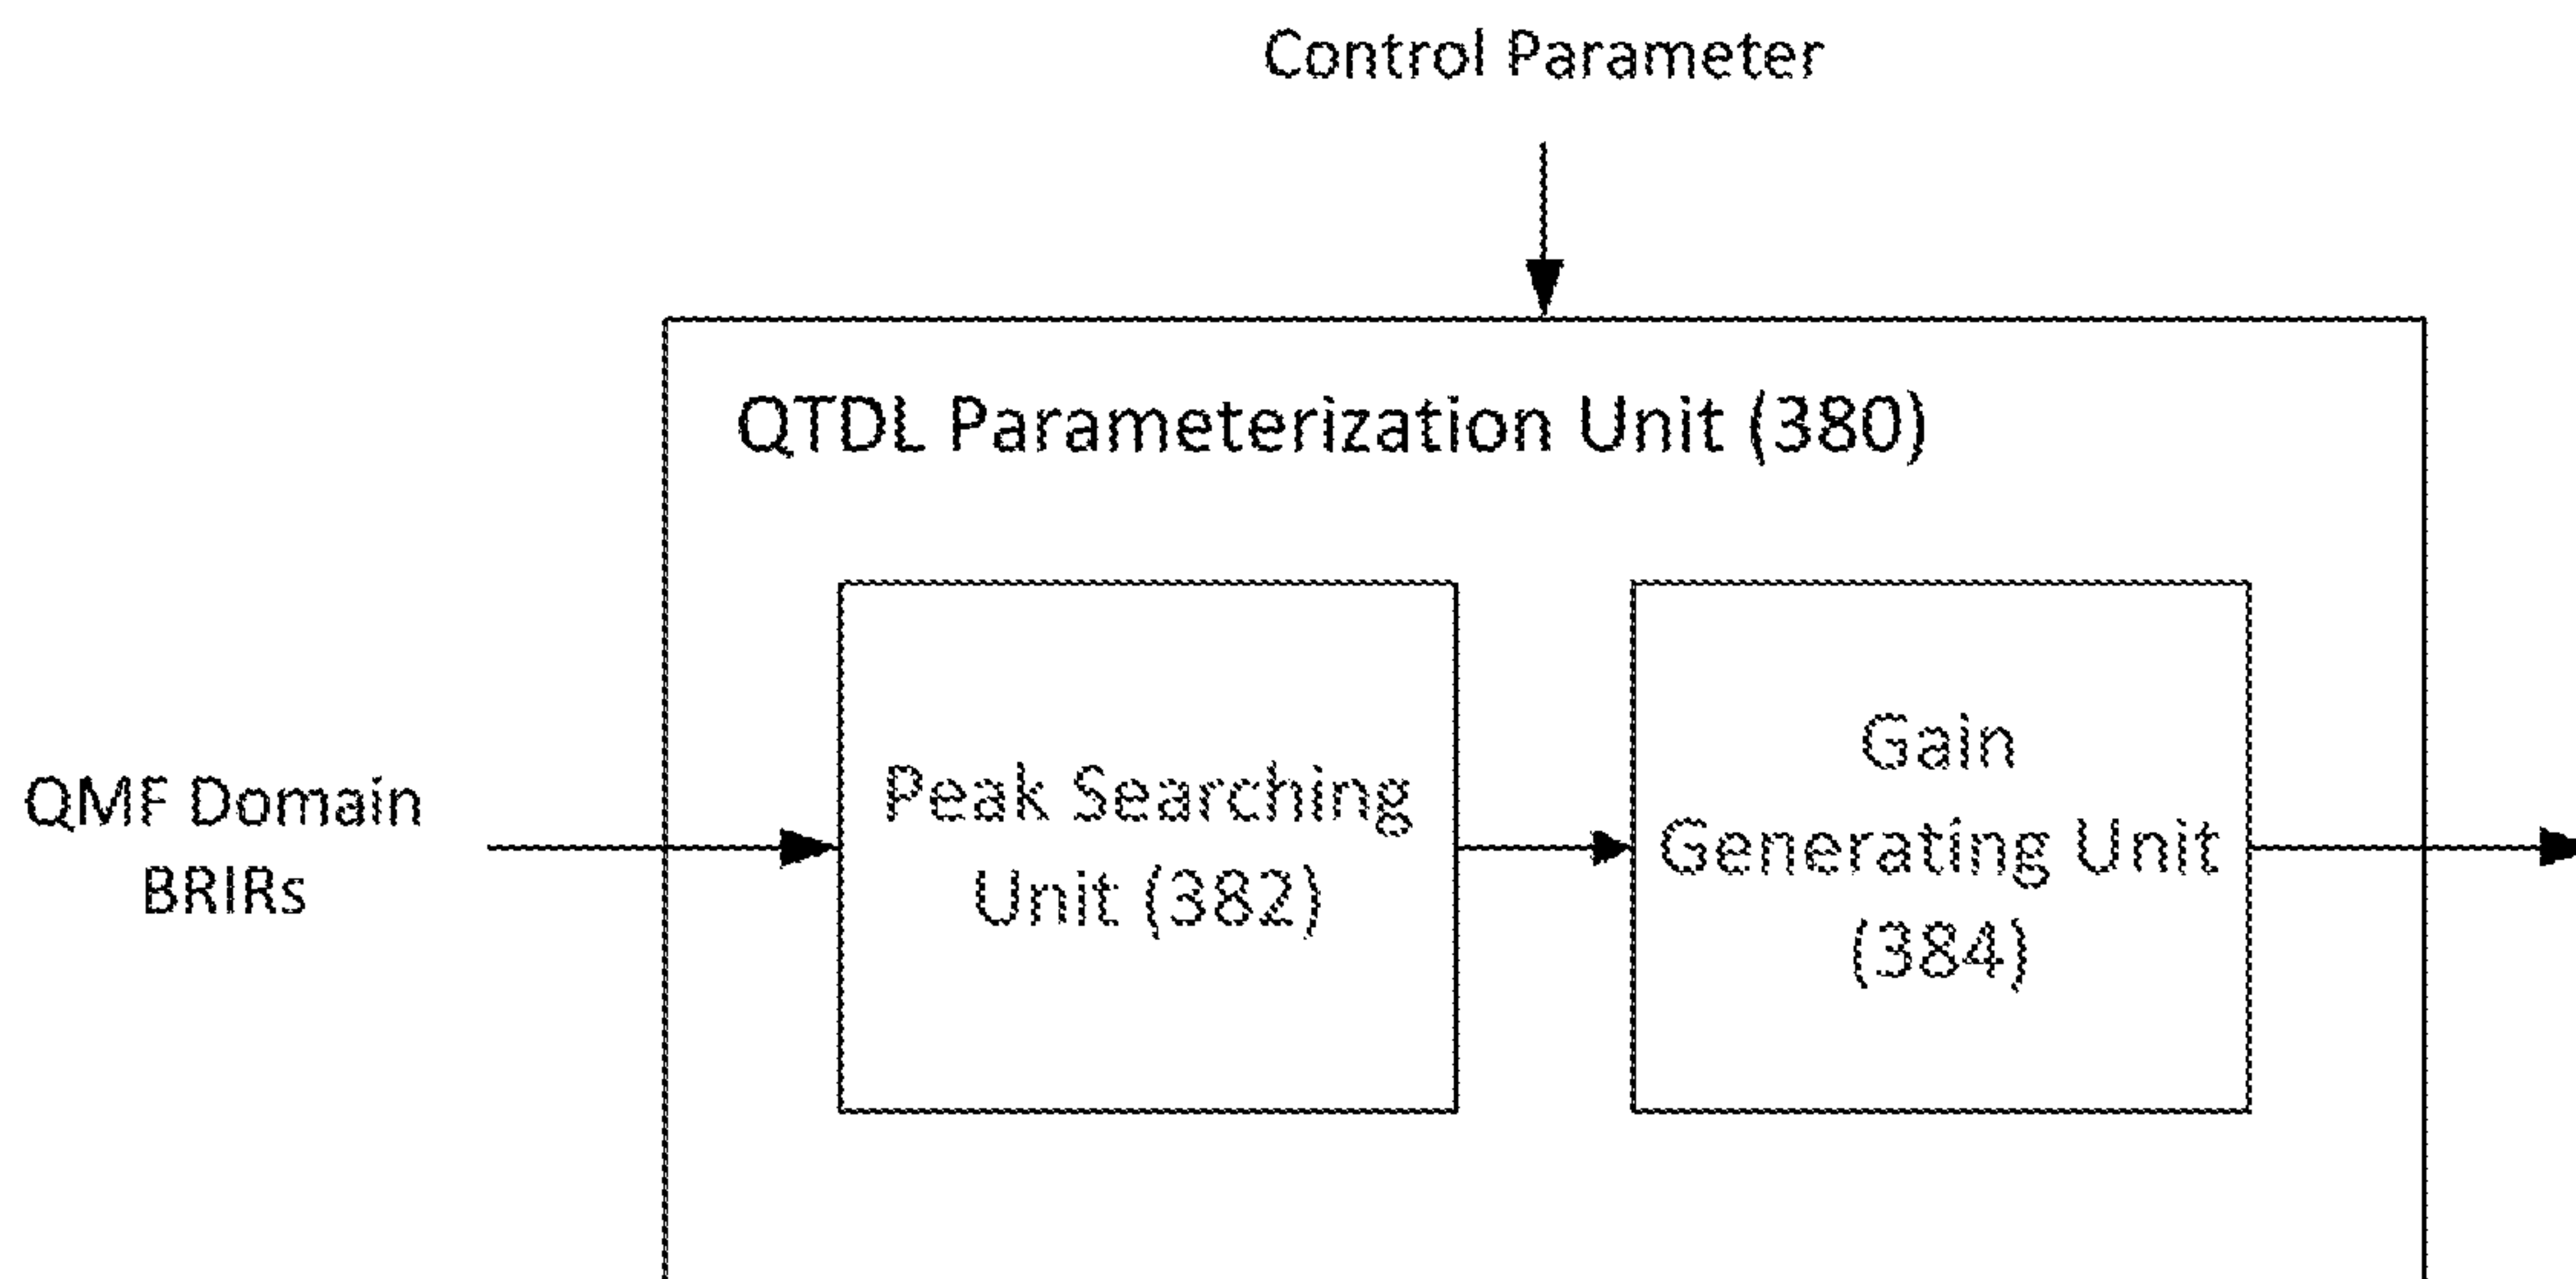 Control Parameter
QTDL Parameterization Unit (380)
QMF Domain
BRIRs
Peak Searching
Unit (382)
Gain
Generating Unit
(384)